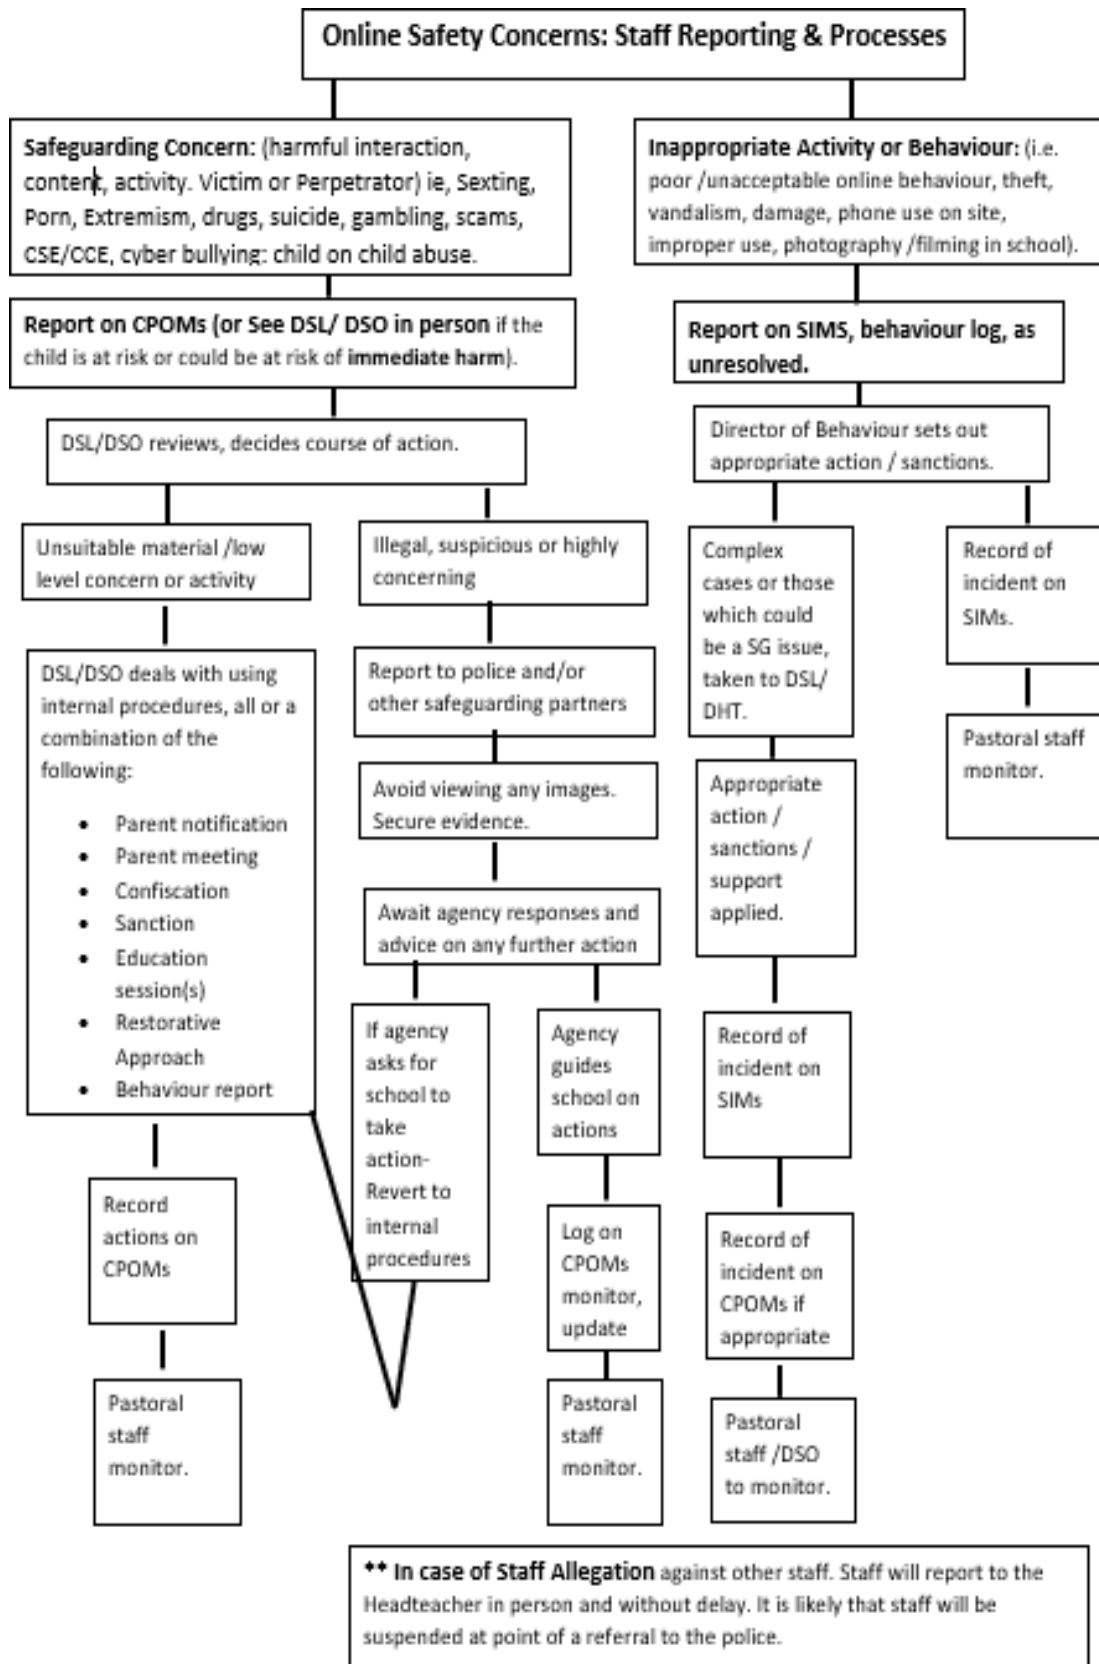 Online Safety Concerns: Staff Reporting & Processes
Safeguarding Concern: (harmful interaction,
content, activity. Victim or Perpetrator) ie, Sexting,
Porn, Extremism, drugs, suicide, gambling, scams,
CSE/CCE, cyber bullying: child on child abuse.
Inappropriate Activity or Behaviour: (i.e.
poor /unacceptable online behaviour, theft,
vandalism, damage, phone use on site,
improper use, photography /filming in school).
Report on CPOMs (or See DSL/ DSO in person if the
child is at risk or could be at risk of immediate harm).
Report on SIMS, behaviour log, as
unresolved.
DSL/DSO reviews, decides course of action.
Director of Behaviour sets out
appropriate action / sanctions.
Unsuitable material /low
level concern or activity
Illegal, suspicious or highly
concerning
Complex
cases or those
which could
be a SG issue,
taken to DSL/
DHT.
Record of
incident on
SIMs.
DSL/DSO deals with using
internal procedures, all or a
combination of the
following:
• Parent notification
• Parent meeting
• Confiscation
• Sanction
• Education
session(s)
• Restorative
Approach
• Behaviour report
Report to police and/or
other safeguarding partners
Pastoral staff
monitor.
Avoid viewing any images.
Secure evidence.
Appropriate
action /
sanctions /
support
applied.
Await agency responses and
advice on any further action
If agency
asks for
school to
take
action-
Revert to
internal
procedures
Agency
guides
school on
actions
Record of
incident on
SIMs
Record
actions on
CPOMs
Log on
CPOMs
monitor,
update
Record of
incident on
CPOMs if
appropriate
Pastoral
staff
monitor.
Pastoral
staff
monitor.
Pastoral
staff /DSO
to monitor.
** In case of Staff Allegation against other staff. Staff will report to the
Headteacher in person and without delay. It is likely that staff will be
suspended at point of a referral to the police.